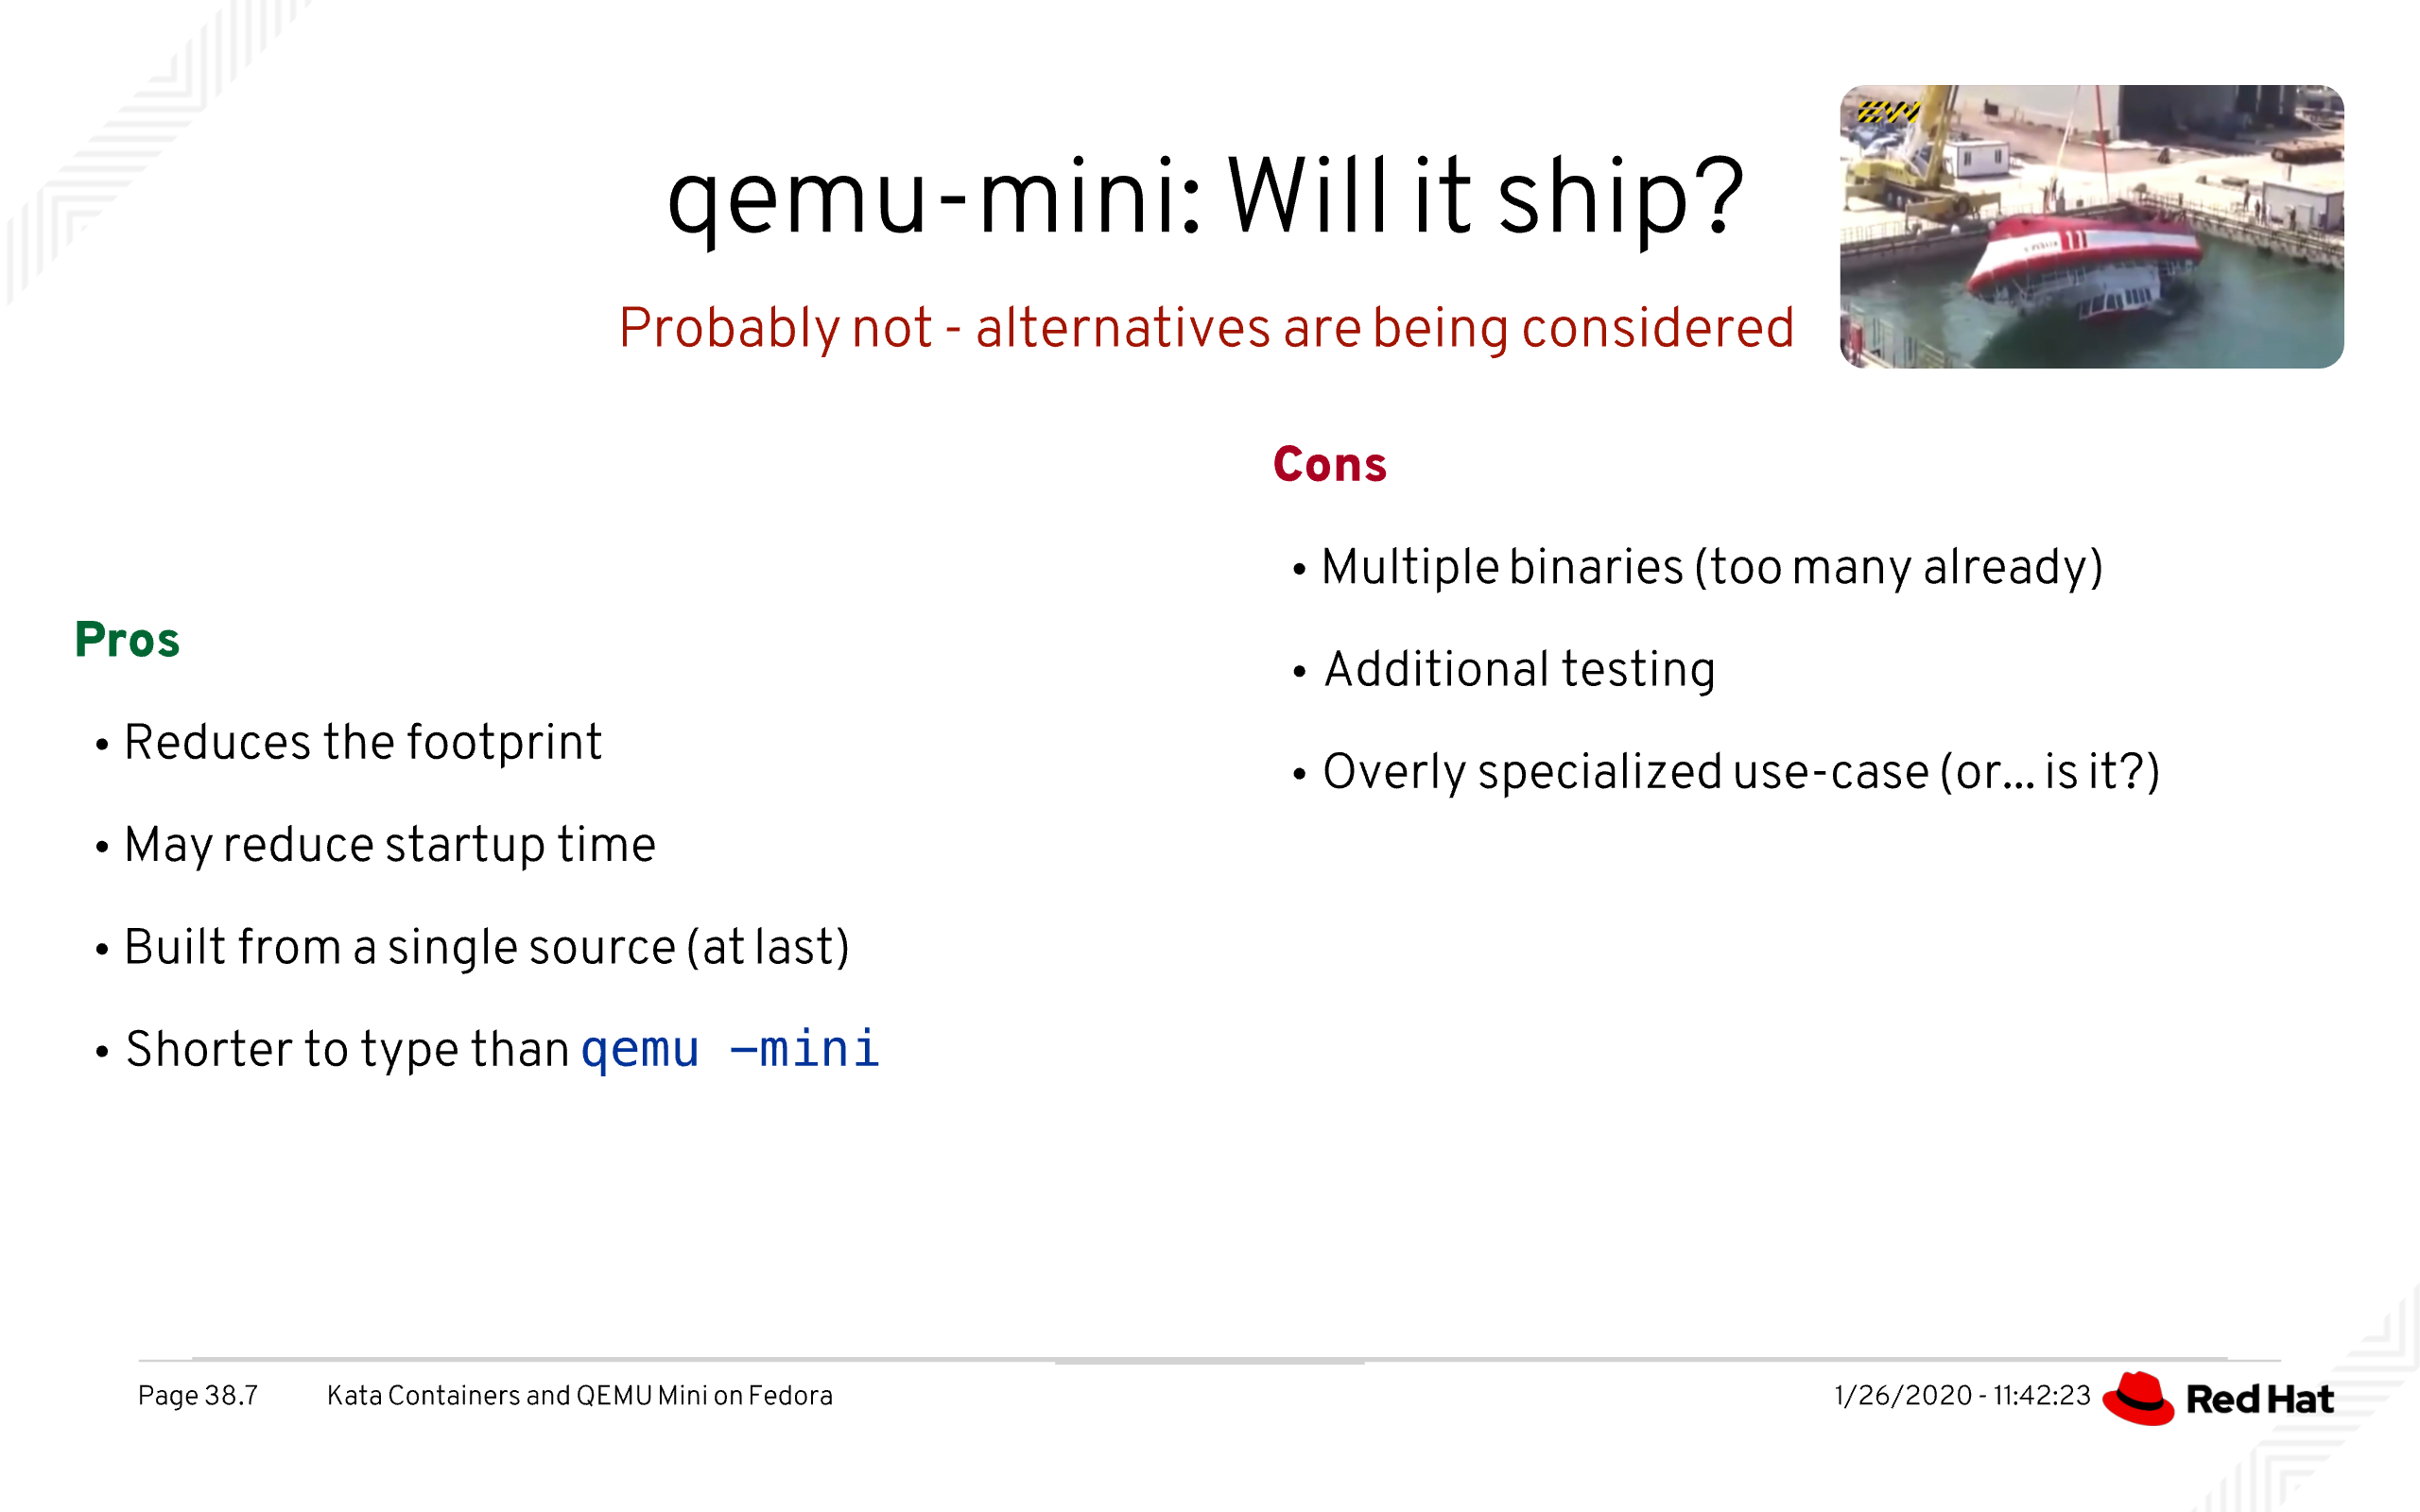 qemu-mini: Will it ship?
Probably not - alternatives are being considered
Pros
• Reduces the footprint
• May reduce startup time
• Built from a single source (at last)
• Shorter to type than qemu —mini
Cons
• Multiple binaries (too many already)
• Additional testing
• Overly specialized use-case (or... is it?)
Page 38.7
Kata Containers and QEMU Mini on Fedora
1/26/2020 - 11:42:23
Red Hat